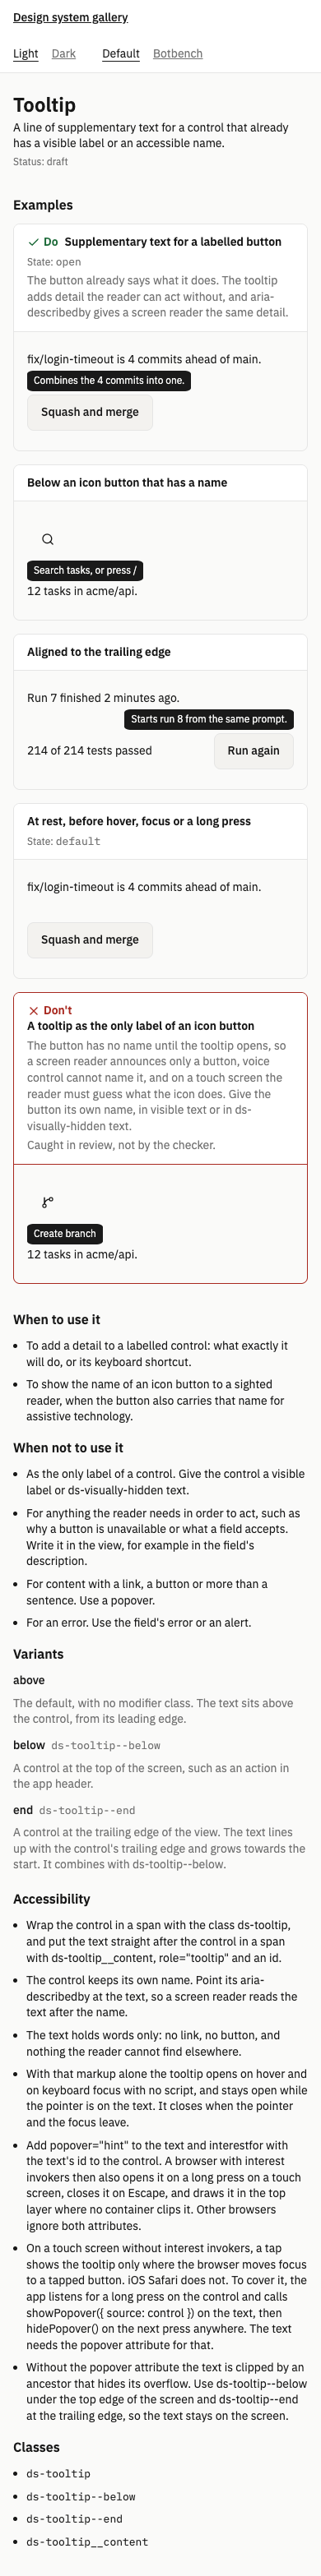 Design system gallery
Light Dark Default Botbench
Tooltip
A line of supplementary text for a control that already
has a visible label or an accessible name.
Status: draft
Examples
Do Supplementary text for a labelled button
State: open
The button already says what it does. The tooltip
adds detail the reader can act without, and aria-
describedby gives a screen reader the same detail.
fix/login-timeout is 4 commits ahead of main.
Combines the 4 commits into one.
Squash and merge
Below an icon button that has a name
Search tasks, or press /
12 tasks in acme/api.
Aligned to the trailing edge
Run 7 finished 2 minutes ago.
Starts run 8 from the same prompt.
214 of 214 tests passed Run again
At rest, before hover, focus or a long press
State: default
fix/login-timeout is 4 commits ahead of main.
Squash and merge
Don't
A tooltip as the only label of an icon button
The button has no name until the tooltip opens, so
a screen reader announces only a button, voice
control cannot name it, and on a touch screen the
reader must guess what the icon does. Give the
button its own name, in visible text or in ds-
visually-hidden text.
Caught in review, not by the checker.
Create branch
12 tasks in acme/api.
When to use it
• To add a detail to a labelled control: what exactly it
will do, or its keyboard shortcut.
• To show the name of an icon button to a sighted
reader, when the button also carries that name for
assistive technology.
When not to use it
• As the only label of a control. Give the control a visible
label or ds-visually-hidden text.
• For anything the reader needs in order to act, such as
why a button is unavailable or what a field accepts.
Write it in the view, for example in the field's
description.
• For content with a link, a button or more than a
sentence. Use a popover.
• For an error. Use the field's error or an alert.
Variants
above
The default, with no modifier class. The text sits above
the control, from its leading edge.
below ds-tooltip--below
A control at the top of the screen, such as an action in
the app header.
end ds-tooltip--end
A control at the trailing edge of the view. The text lines
up with the control's trailing edge and grows towards the
start. It combines with ds-tooltip--below.
Accessibility
• Wrap the control in a span with the class ds-tooltip,
and put the text straight after the control in a span
with ds-tooltip__content, role="tooltip" and an id.
• The control keeps its own name. Point its aria-
describedby at the text, so a screen reader reads the
text after the name.
• The text holds words only: no link, no button, and
nothing the reader cannot find elsewhere.
• With that markup alone the tooltip opens on hover and
on keyboard focus with no script, and stays open while
the pointer is on the text. It closes when the pointer
and the focus leave.
• Add popover="hint" to the text and interestfor with
the text's id to the control. A browser with interest
invokers then also opens it on a long press on a touch
screen, closes it on Escape, and draws it in the top
layer where no container clips it. Other browsers
ignore both attributes.
• On a touch screen without interest invokers, a tap
shows the tooltip only where the browser moves focus
to a tapped button. iOS Safari does not. To cover it, the
app listens for a long press on the control and calls
showPopover({ source: control }) on the text, then
hidePopover() on the next press anywhere. The text
needs the popover attribute for that.
• Without the popover attribute the text is clipped by an
ancestor that hides its overflow. Use ds-tooltip--below
under the top edge of the screen and ds-tooltip--end
at the trailing edge, so the text stays on the screen.
Classes
• ds-tooltip
• ds-tooltip--below
• ds-tooltip--end
• ds-tooltip__content